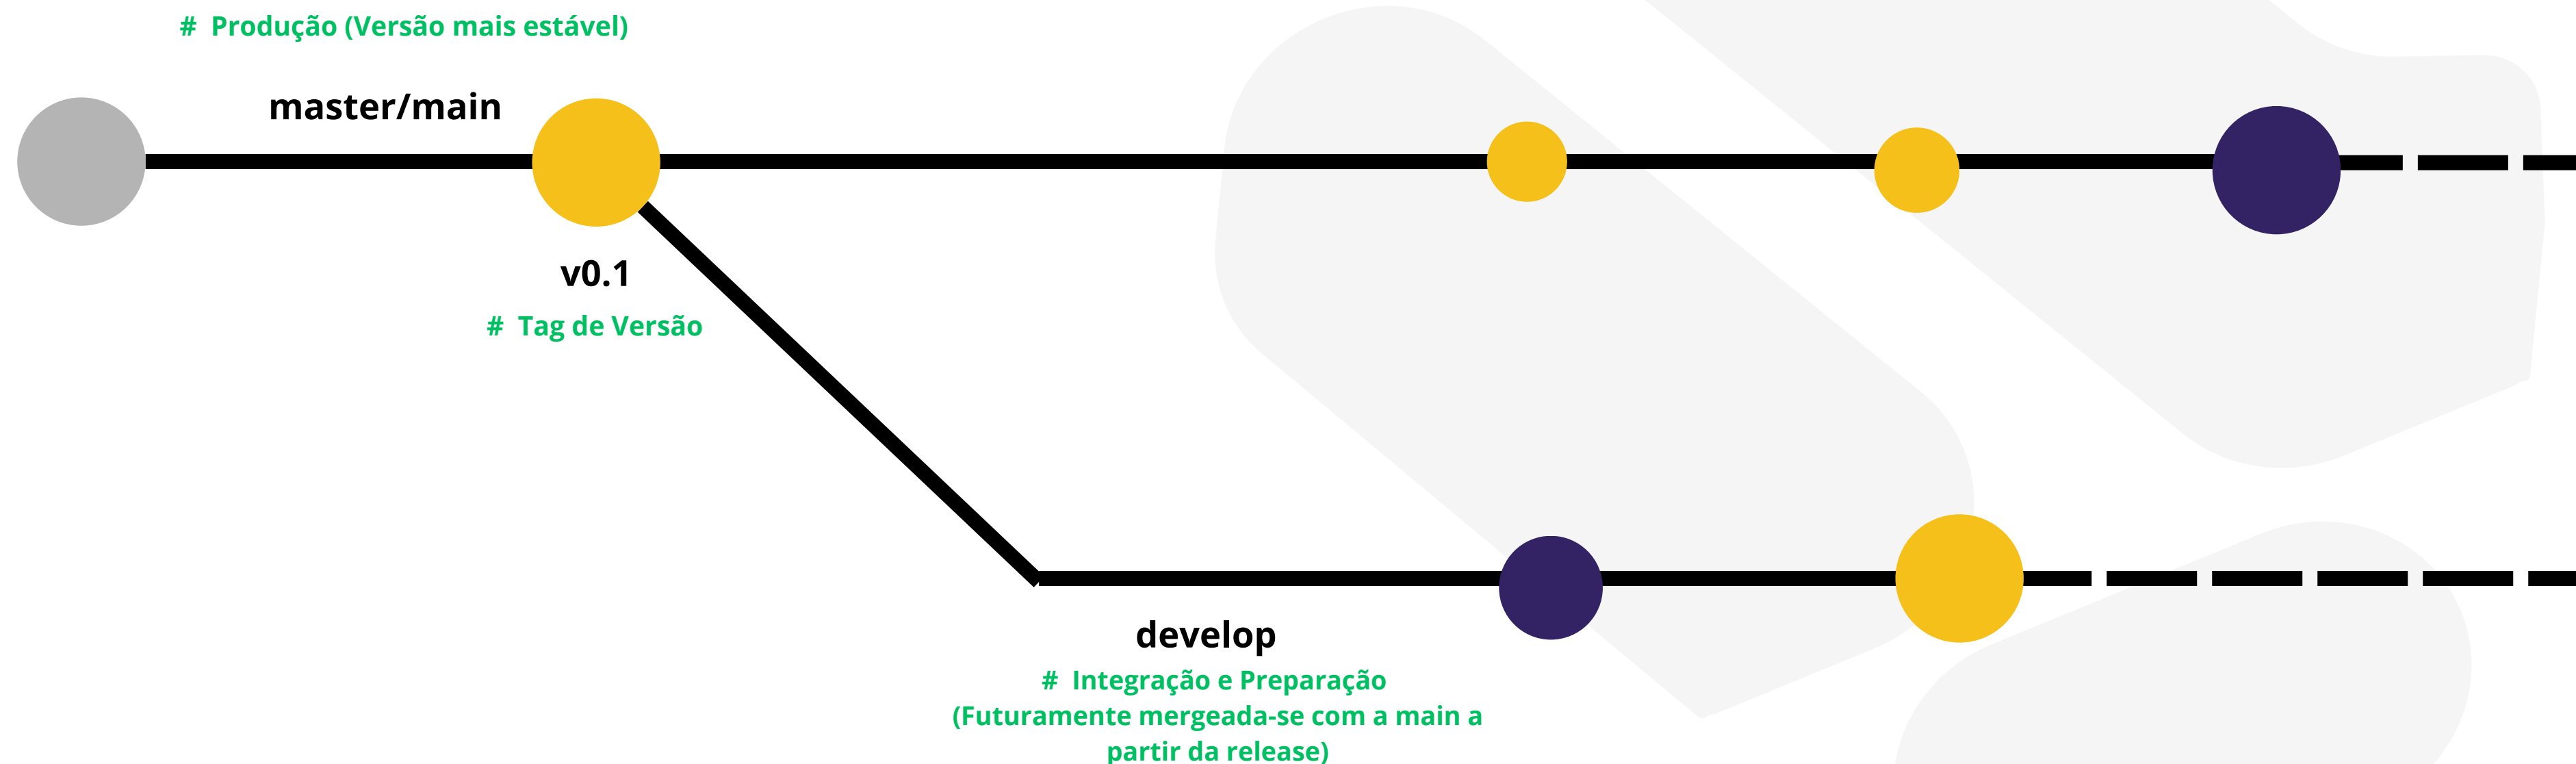 # Produção (Versão mais estável)
master/main
v0.1
# Tag de Versão
develop
# Integração e Preparação
(Futuramente mergeada-se com a main a
partir da release)